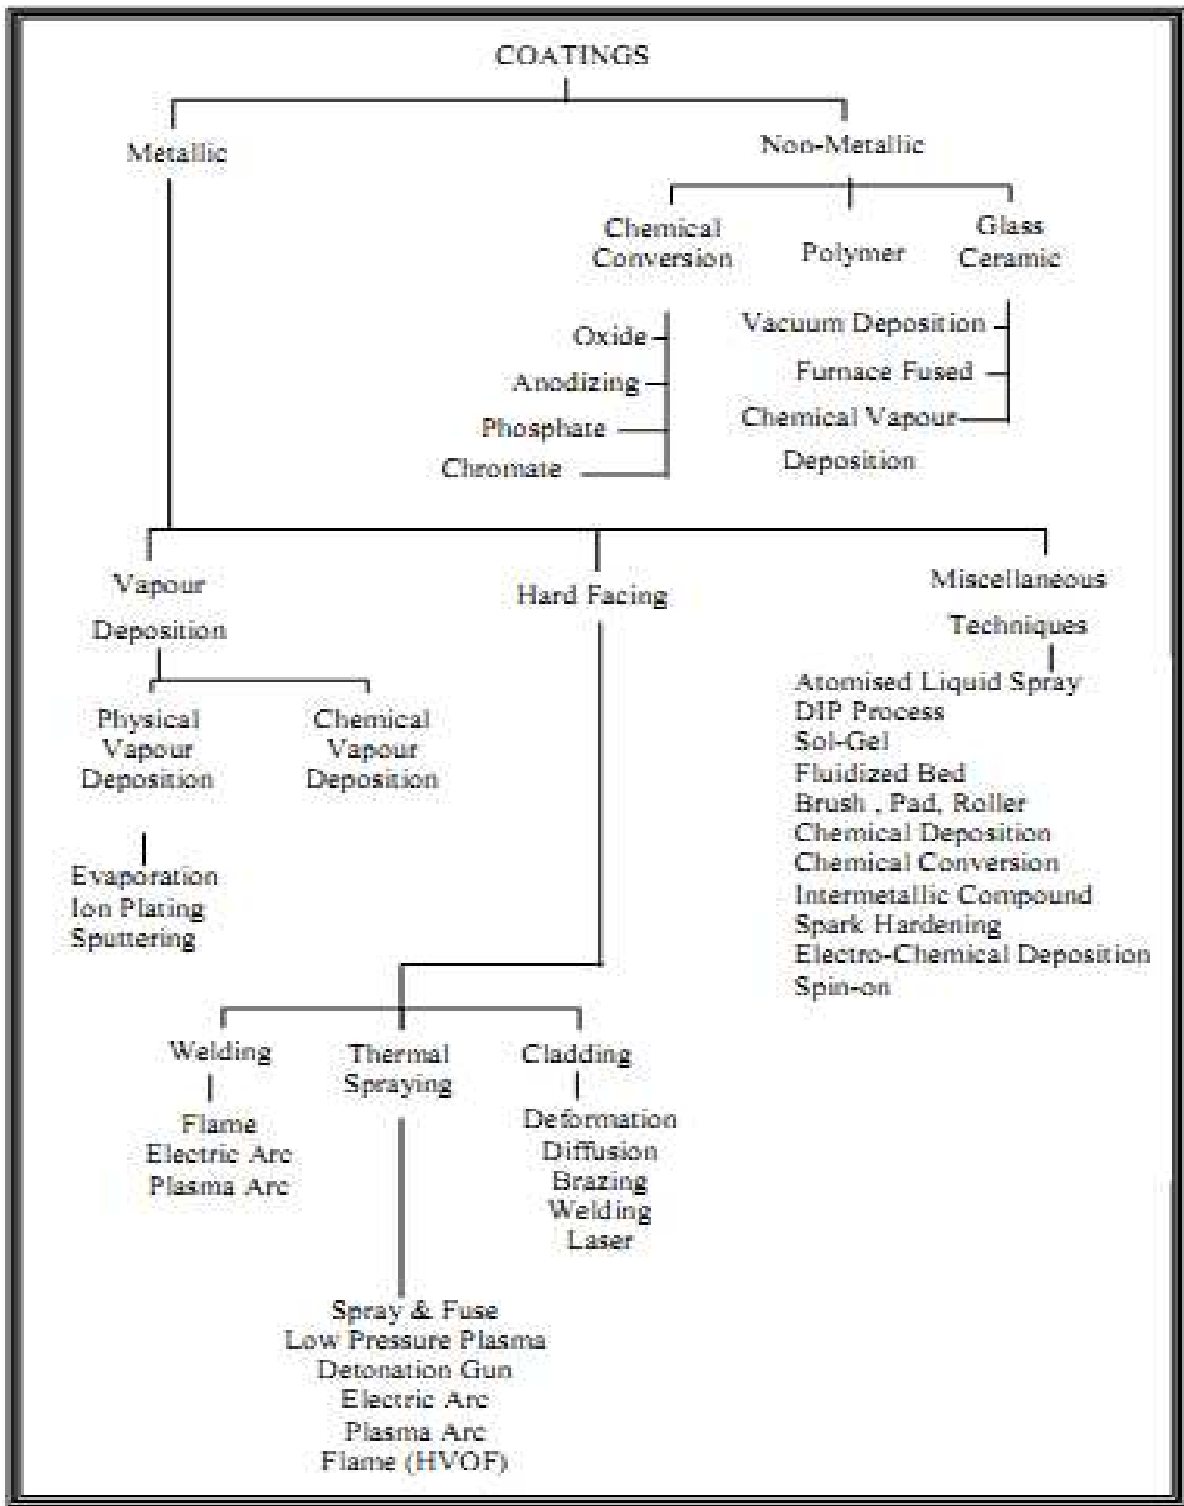 COATINGS
Metallic
Non-Metallic
Chemical
Conversion
Polymer
Glass
Ceramic
Oxide
Anodizing
Phosphate
Chromate
Vacuum Deposition
Furnace Fused
Chemical Vapour
Deposition
Vapour
Deposition
Hard Facing
Miscellaneous
Techniques
Physical
Vapour
Deposition
Chemical
Vapour
Deposition
Evaporation
Ion Plating
Sputtering
Atomised Liquid Spray
DIP Process
Sol-Gel
Fluidized Bed
Brush , Pad, Roller
Chemical Deposition
Chemical Conversion
Intermetallic Compound
Spark Hardening
Electro-Chemical Deposition
Spin-on
Welding
Thermal
Spraying
Cladding
Flame
Electric Arc
Plasma Arc
Deformation
Diffusion
Brazing
Welding
Laser
Spray & Fuse
Low Pressure Plasma
Detonation Gun
Electric Arc
Plasma Arc
Flame (HVOF)